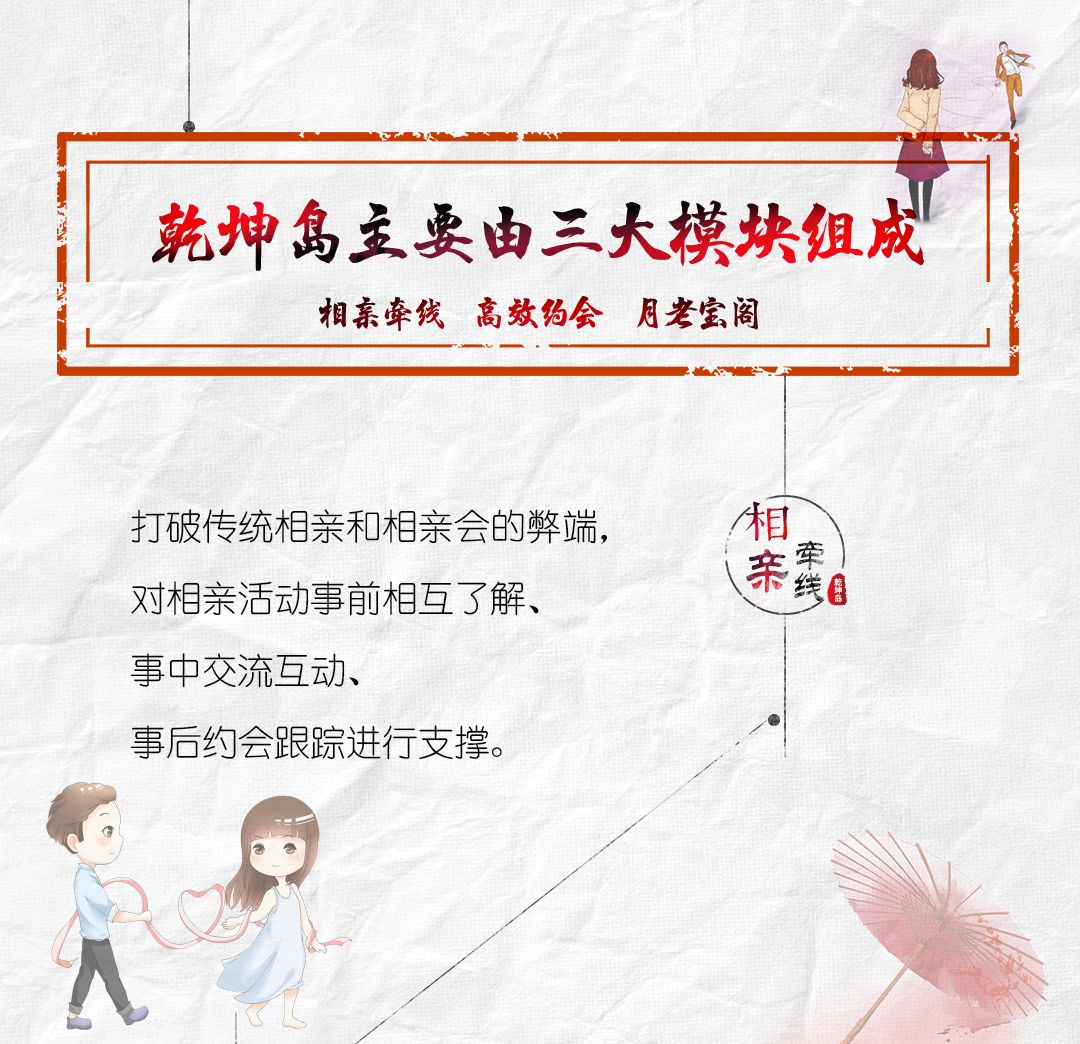 乾坤岛主要由三大模块组成
相亲牵线 高效约会 月老宝阁
打破传统相亲和相亲会的弊端，
对相亲活动事前相互了解、
事中交流互动、
事后约会跟踪进行支撑。
相亲
牵线
乾坤岛